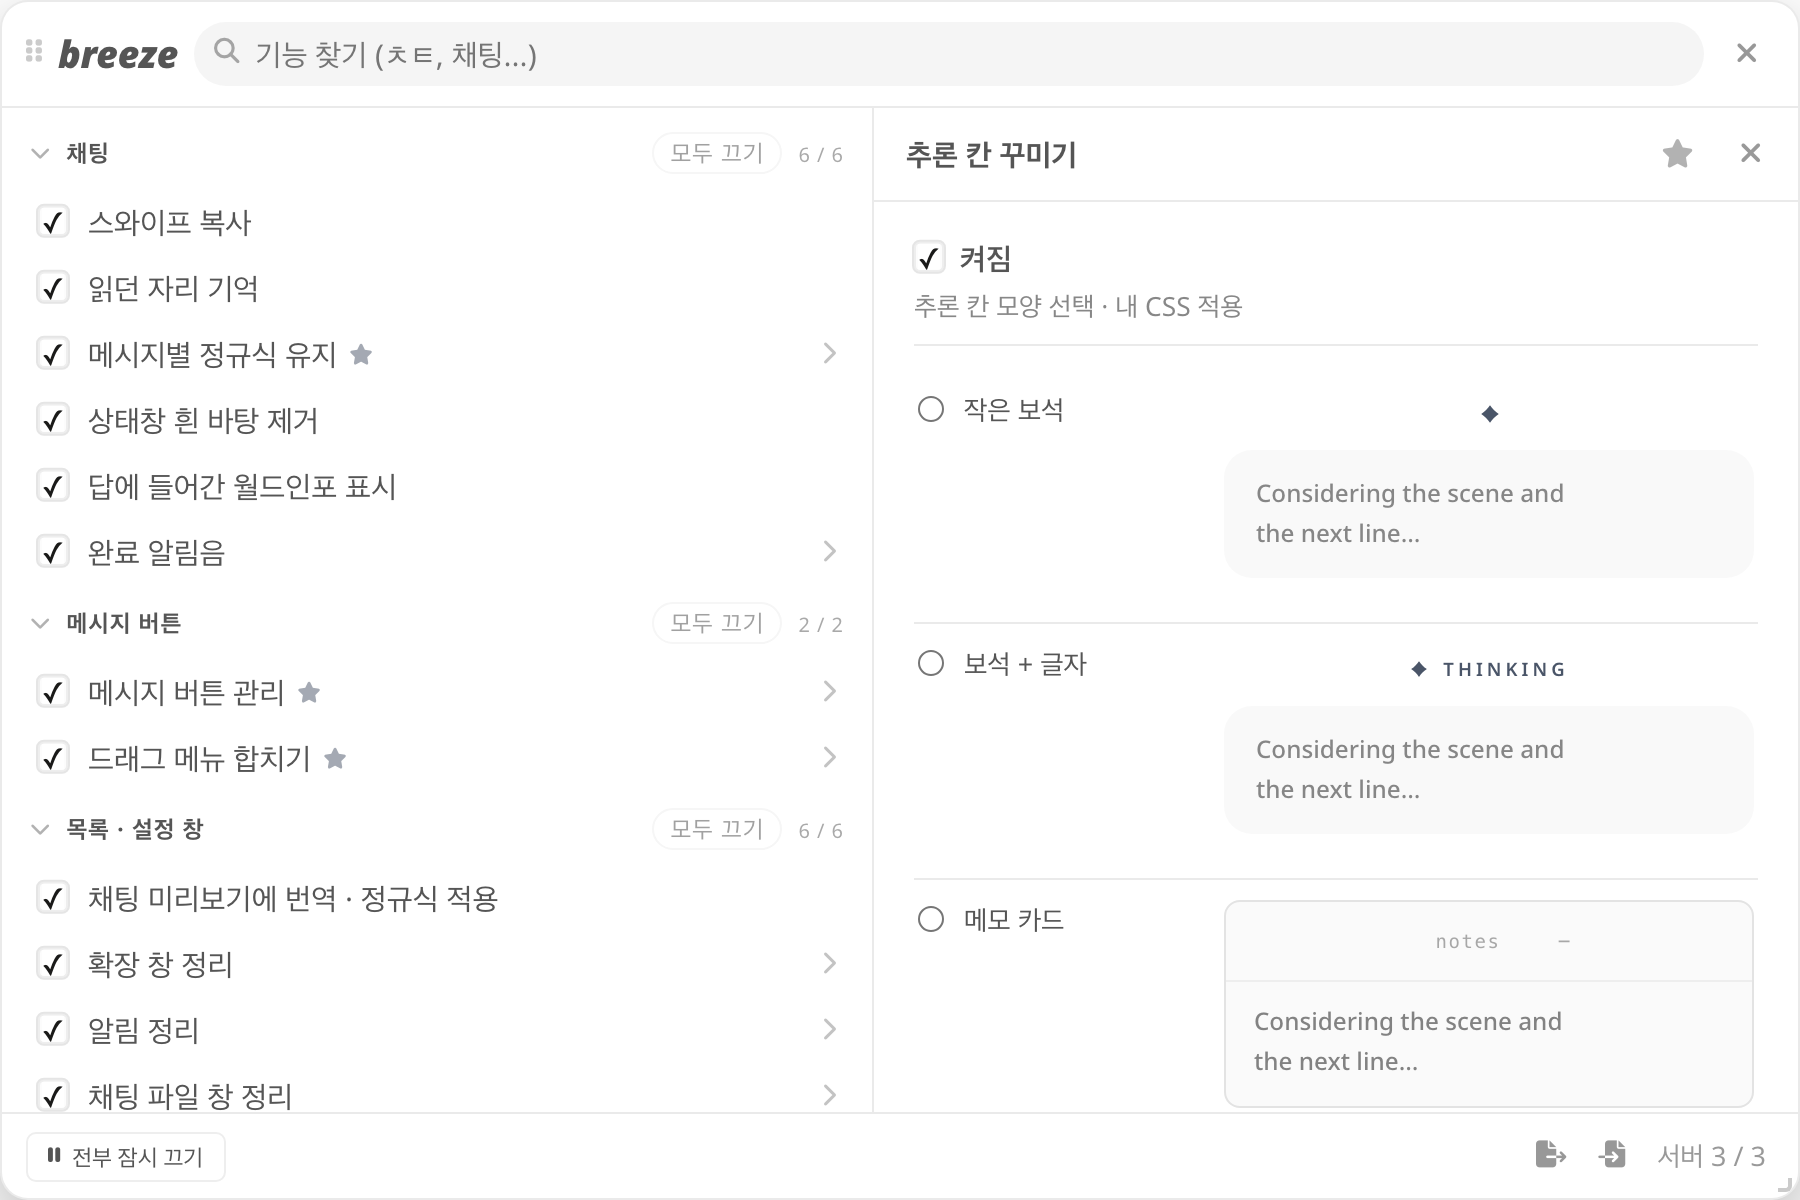 breeze
기능 찾기 (ㅊㅌ, 채팅...)
채팅
모두 끄기
6 / 6
스와이프 복사
읽던 자리 기억
메시지별 정규식 유지
상태창 흰 바탕 제거
답에 들어간 월드인포 표시
완료 알림음
메시지 버튼
모두 끄기
2 / 2
메시지 버튼 관리
드래그 메뉴 합치기
목록 · 설정 창
모두 끄기
6 / 6
채팅 미리보기에 번역 · 정규식 적용
확장 창 정리
알림 정리
채팅 파일 창 정리
추론 칸 꾸미기
켜짐
추론 칸 모양 선택 · 내 CSS 적용
작은 보석
Considering the scene and
the next line...
보석 + 글자
THINKING
Considering the scene and
the next line...
메모 카드
notes –
Considering the scene and
the next line...
전부 잠시 끄기
서버 3 / 3